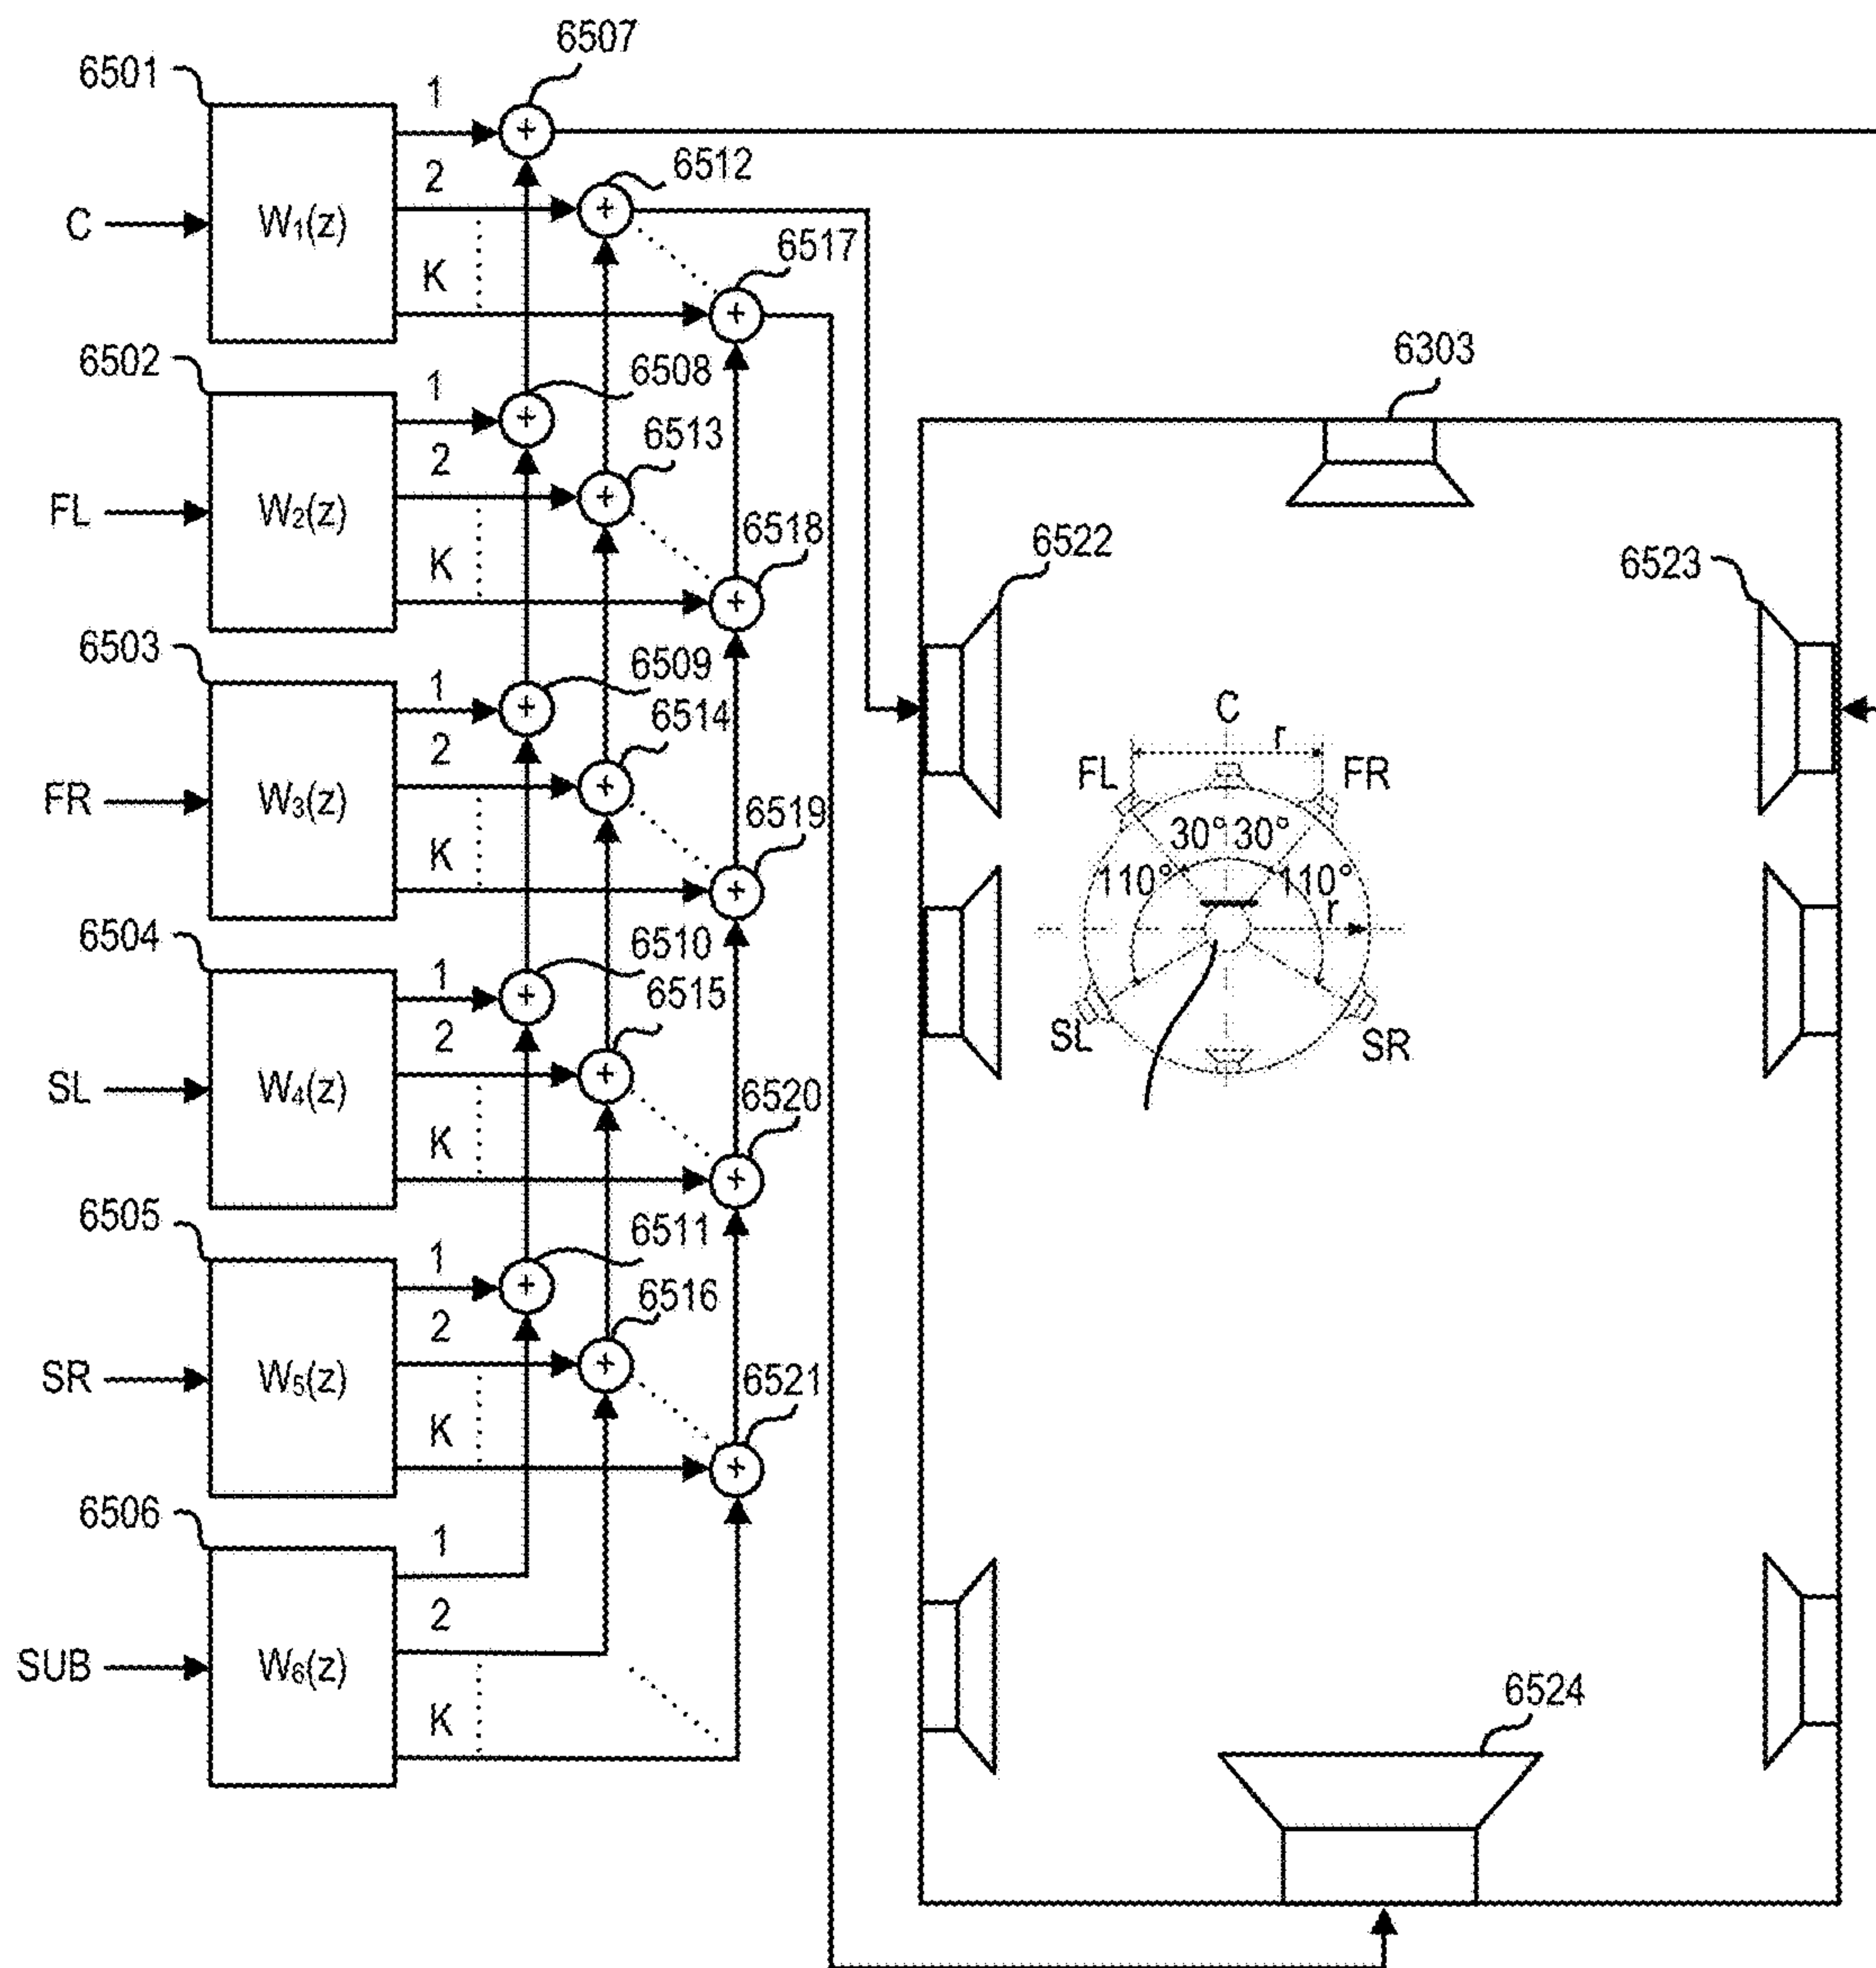 6507
6501
1
6512
2
C
W1(z)
6517
K
6502
6508
1
6513
2
FL
W2(z)
6518
K
6303
6522
6523
6503
6509
1
6514
2
FR
W3(z)
6519
K
C
r
FL
FR
30° 30°
110° 110°
r
SL
SR
6504
6510
1
6515
2
SL
W4(z)
6520
K
6505
6511
1
6516
2
SR
W5(z)
6521
K
6506
1
2
SUB
W6(z)
K
6524